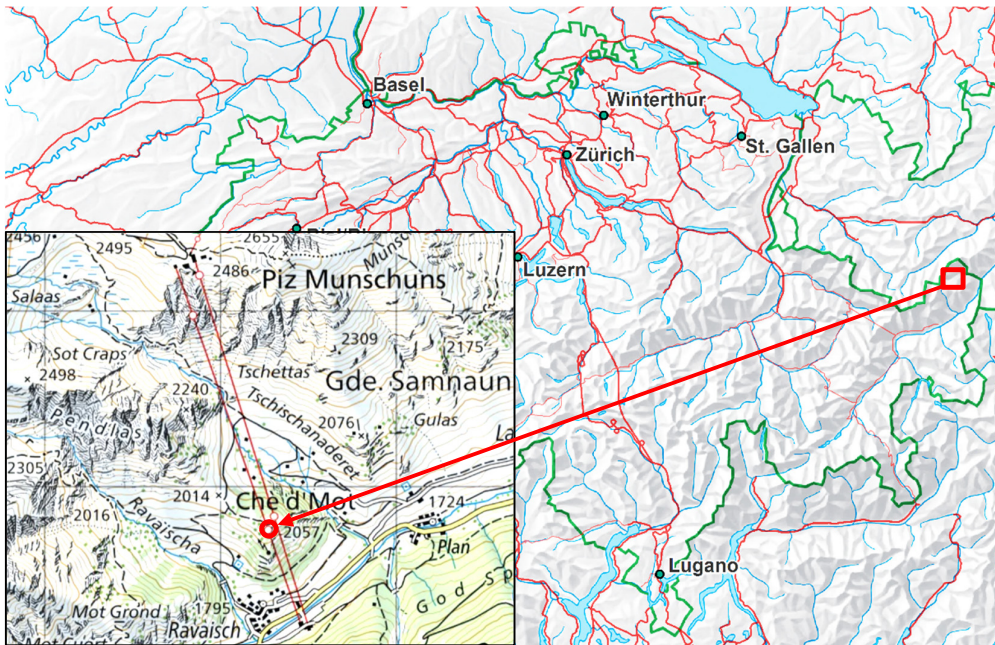 Basel
Winterthur
Zürich
St. Gallen
Luzern
Lugano
2456
2495
2655
2486
Piz Munschuns
Salaas
Sot Craps
2498
2309
2175
Tschettas
2240
Gde. Samnaun
Tschischanaderet
2076
Gulas
Pendilas
2305
2014
Che d'Mot
2016
Ravaischa
2057
1724
Plan
God
Mot Grond
1795
Ravaisch